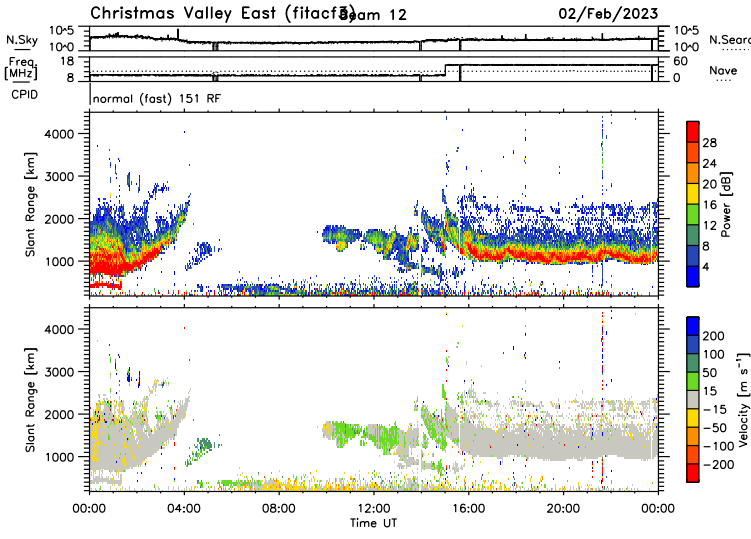 Christmas Valley East (fitacf3) Beam 12 02/Feb/2023
N.Sky 10^5 10^0 10^5 10^0 N.Searc
Freq. [MHz] 18 8 60 0 Nave
CPID normal (fast) 151 RF
Slant Range [km] 4000 3000 2000 1000
28 24 20 16 12 8 4 Power [dB]
Slant Range [km] 4000 3000 2000 1000
200 100 50 15 -15 -50 -100 -200 Velocity [m s⁻¹]
00:00 04:00 08:00 12:00 16:00 20:00 00:00
Time UT